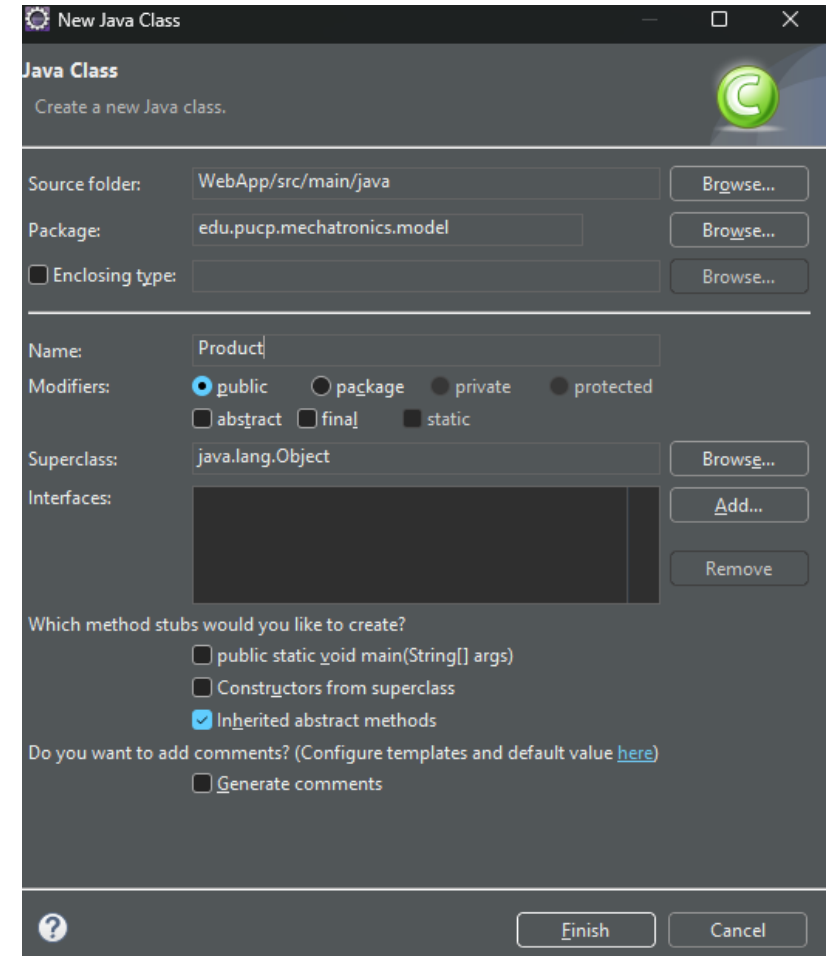 New Java Class
Java Class
Create a new Java class.
C
Source folder: WebApp/src/main/java Browse...
Package: edu.pucp.mechatronics.model Browse...
Enclosing type: Browse...
Name: Product
Modifiers: public package private protected
abstract final static
Superclass: java.lang.Object Browse...
Interfaces: Add...
Remove
Which method stubs would you like to create?
public static void main(String[] args)
Constructors from superclass
Inherited abstract methods
Do you want to add comments? (Configure templates and default value here)
Generate comments
? Finish Cancel